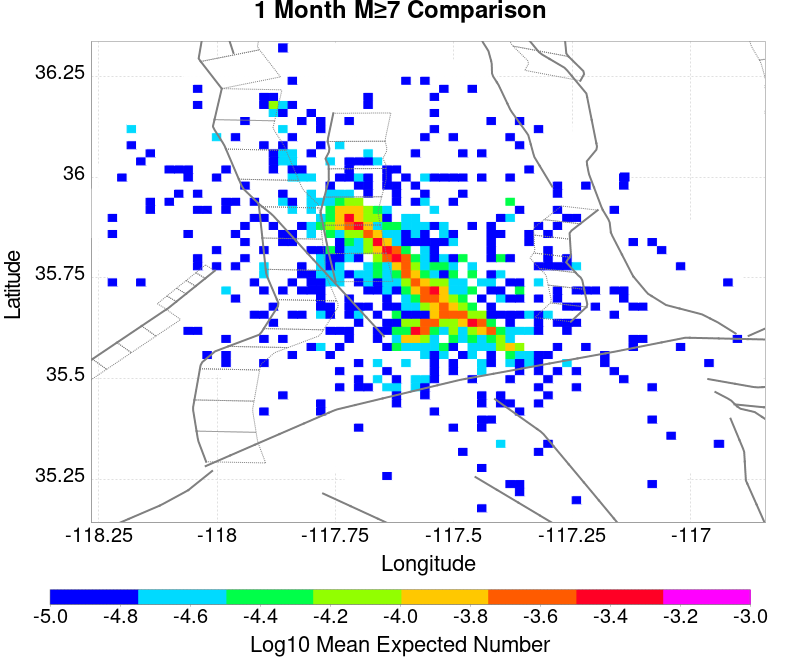 1 Month M≥7 Comparison
36.25
36
35.75
35.5
35.25
Latitude
-118.25 -118 -117.75 -117.5 -117.25 -117
Longitude
-5.0 -4.8 -4.6 -4.4 -4.2 -4.0 -3.8 -3.6 -3.4 -3.2 -3.0
Log10 Mean Expected Number